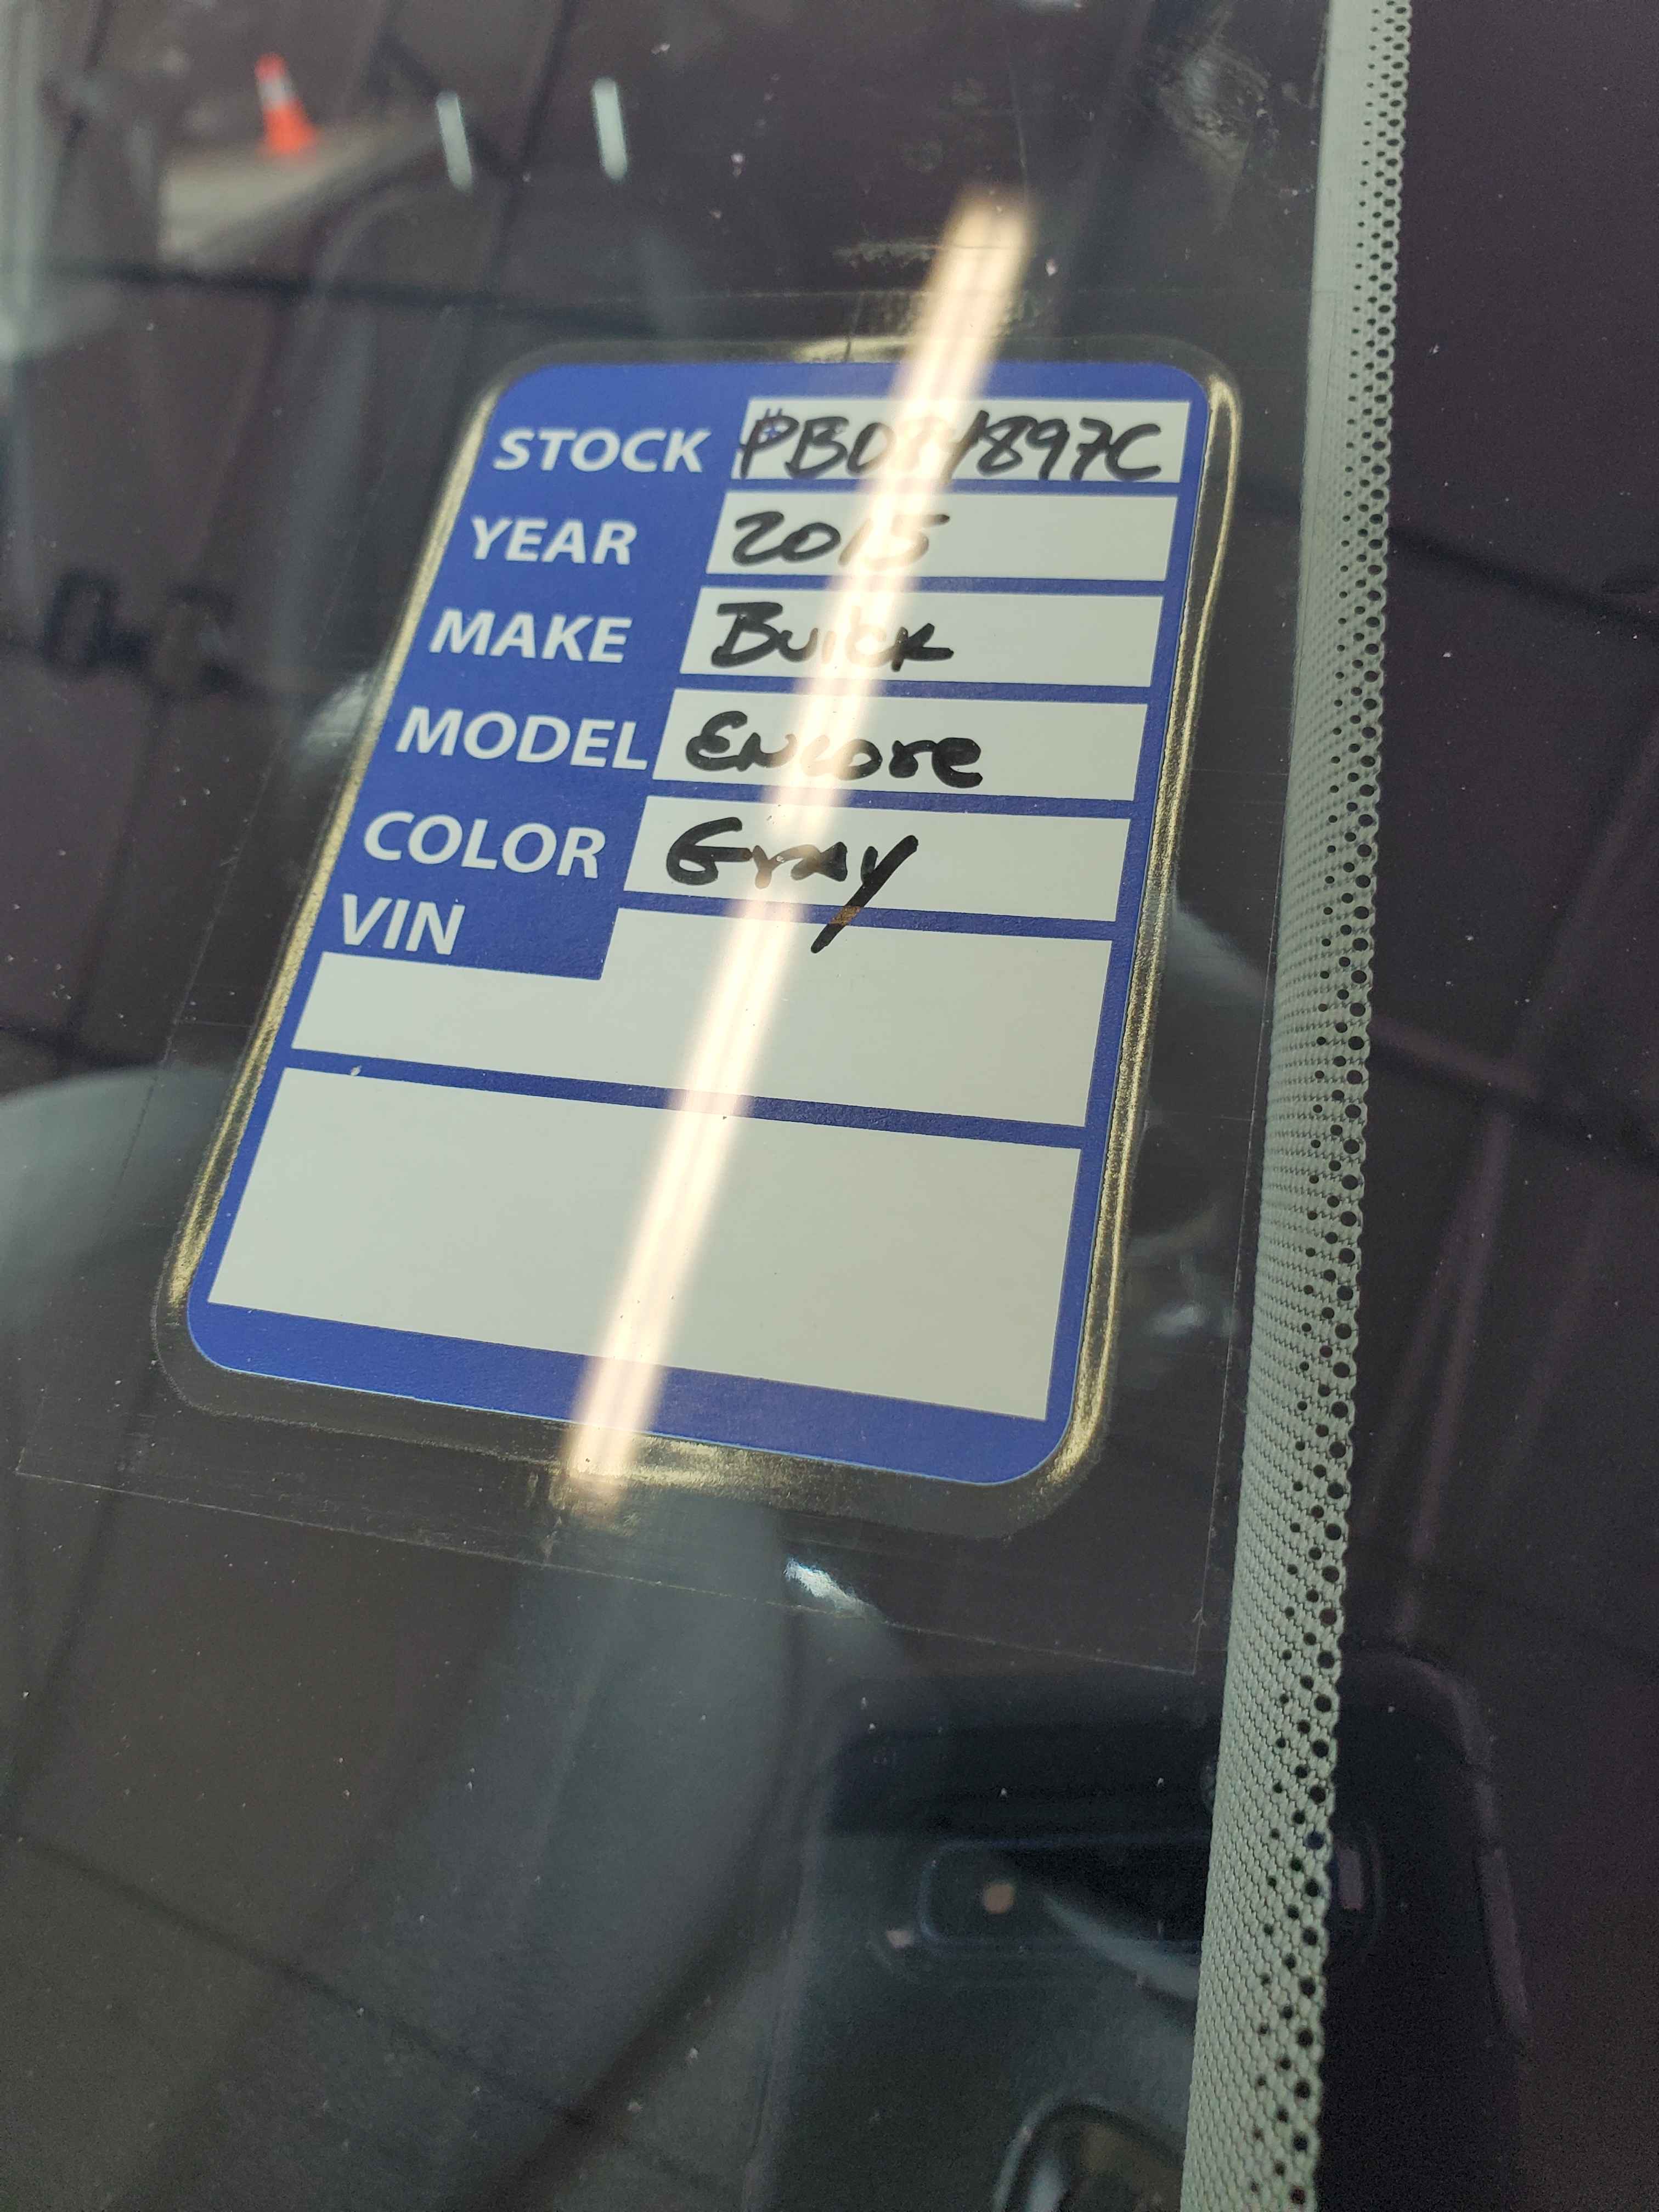 STOCK
YEAR 2015
MAKE Buick
MODEL Encore
COLOR Gray
VIN